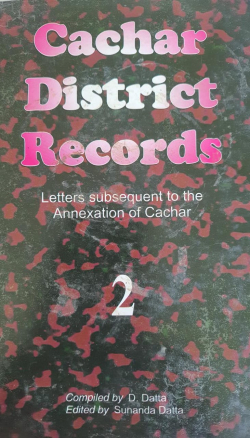 Cachar
District
Records
Letters subsequent to the
Annexation of Cachar
2
Compiled by D. Datta
Edited by Sunanda Datta